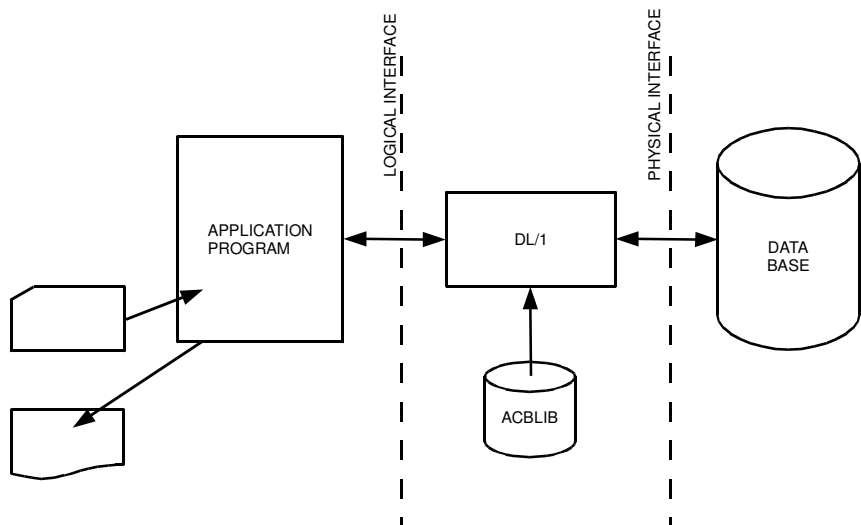 LOGICAL INTERFACE
PHYSICAL INTERFACE
APPLICATION
PROGRAM
DL/1
DATA
BASE
ACBLIB